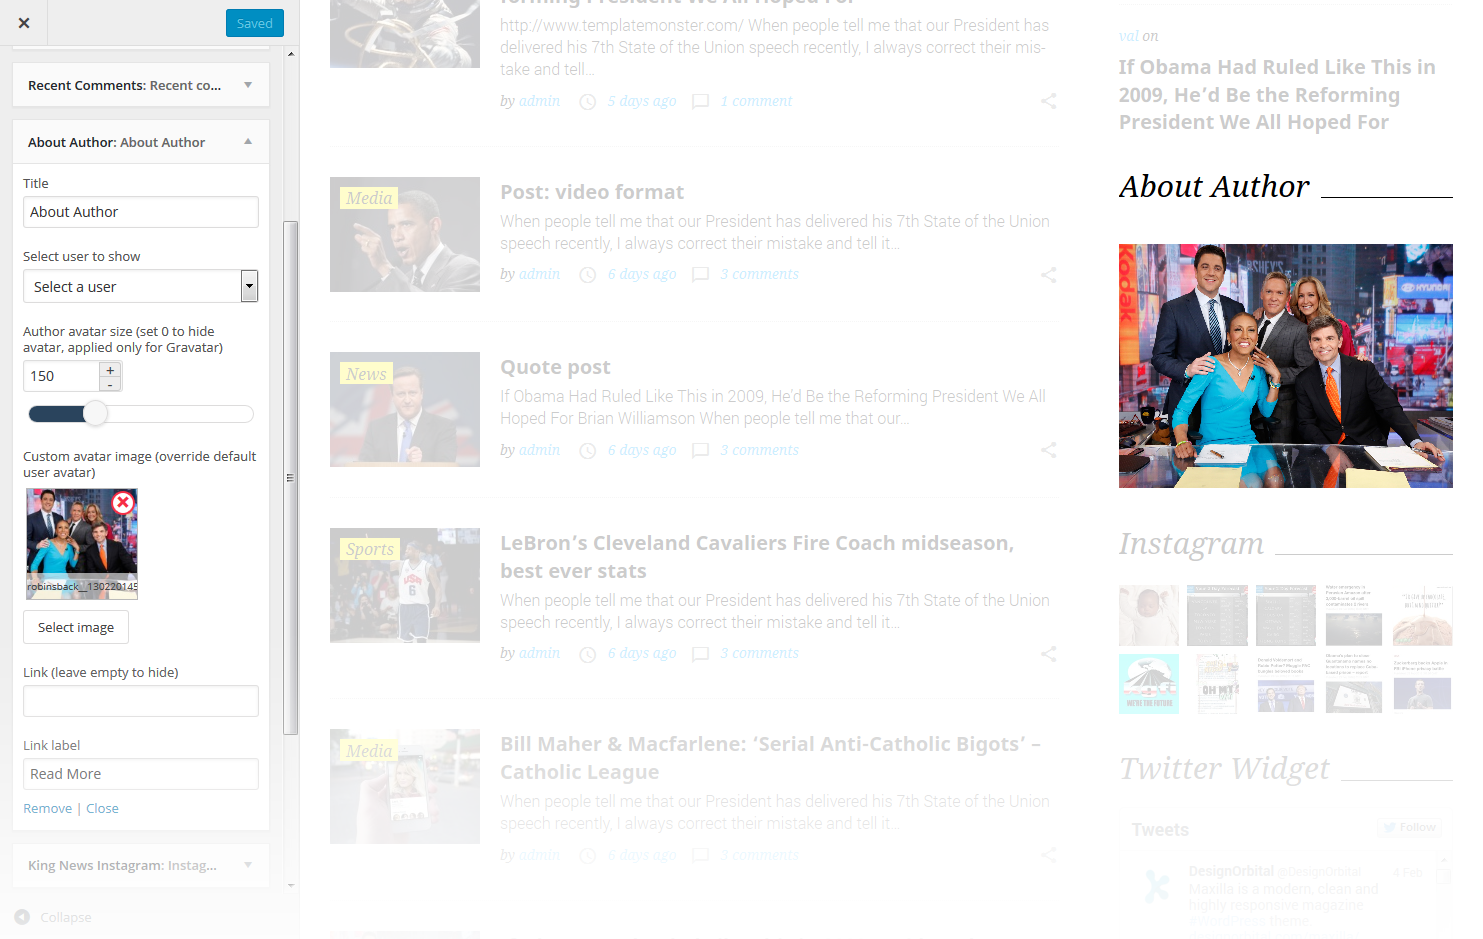 Saved
Recent Comments: Recent co...
About Author: About Author
Title
About Author
Select user to show
Select a user
Author avatar size (set 0 to hide
avatar, applied only for Gravatar)
150
+
-
Custom avatar image (override default
user avatar)
robinsback__130220145
Select image
Link (leave empty to hide)
Link label
Read More
Remove | Close
King News Instagram: Instag...
Collapse
forming President We All Hoped For
http://www.templatemonster.com/ When people tell me that our President has
delivered his 7th State of the Union speech recently, I always correct their mis-
take and tell...
by admin 5 days ago 1 comment
Media
Post: video format
When people tell me that our President has delivered his 7th State of the Union
speech recently, I always correct their mistake and tell it...
by admin 6 days ago 3 comments
News
Quote post
If Obama Had Ruled Like This in 2009, He’d Be the Reforming President We All
Hoped For Brian Williamson When people tell me that our...
by admin 6 days ago 3 comments
Sports
LeBron’s Cleveland Cavaliers Fire Coach midseason,
best ever stats
When people tell me that our President has delivered his 7th State of the Union
speech recently, I always correct their mistake and tell it...
by admin 6 days ago 3 comments
Media
Bill Maher & Macfarlene: ‘Serial Anti-Catholic Bigots’ –
Catholic League
When people tell me that our President has delivered his 7th State of the Union
speech recently, I always correct their mistake and tell it...
by admin 6 days ago 3 comments
val on
If Obama Had Ruled Like This in
2009, He’d Be the Reforming
President We All Hoped For
About Author
Kodak
HYUNDAI
Instagram
WE'RE THE FUTURE
OH MY
Twitter Widget
Tweets
Follow
DesignOrbital @DesignOrbital 4 Feb
Maxilla is a modern, clean and
highly responsive magazine
#WordPress theme.